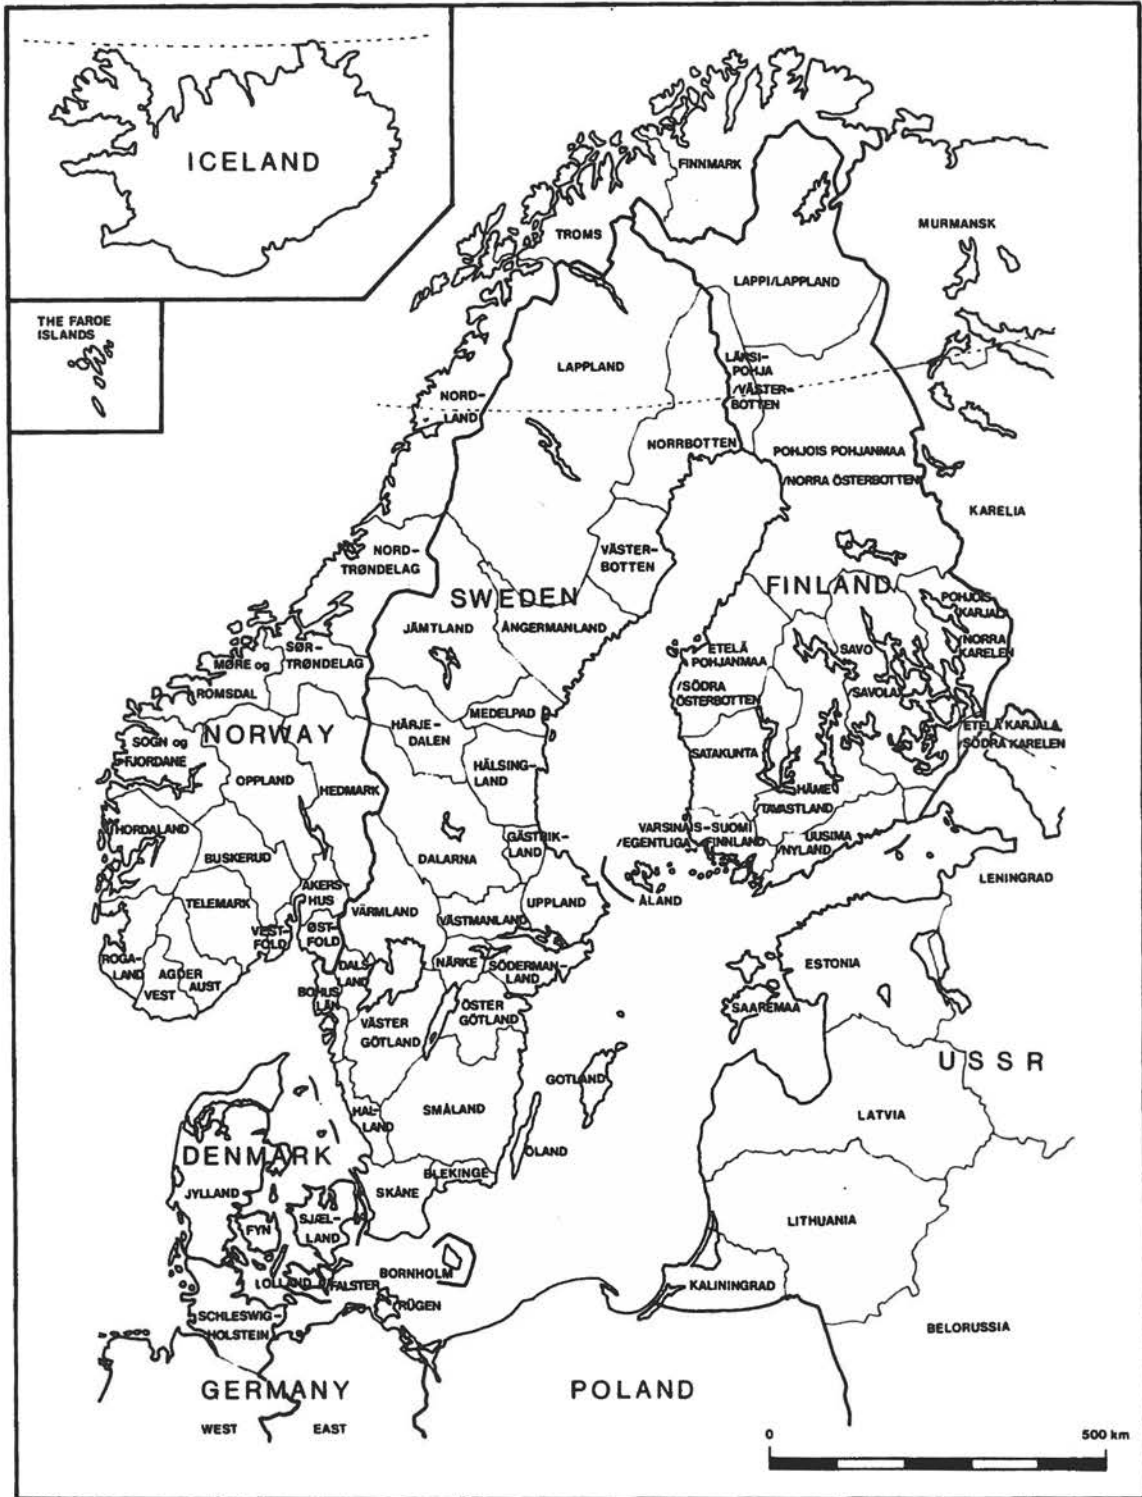 ICELAND
THE FAROE
ISLANDS
FINNMARK
TROMS
MURMANSK
LAPPI/LAPPLAND
LAPPLAND
LÄNSI-
POHJA
/VÄSTER-
BOTTEN
NORD-
LAND
NORRBOTTEN
POHJOIS POHJANMAA
/NORRA ÖSTERBOTTEN
KARELIA
NORD-
TRØNDELAG
VÄSTER-
BOTTEN
SWEDEN
FINLAND
POHJOIS
KARJALA
/NORRA
KARELEN
JÄMTLAND
ÅNGERMANLAND
SØR-
TRØNDELAG
MØRE og
ROMSDAL
ETELÄ
POHJANMAA
/SÖDRA
ÖSTERBOTTEN
SAVO
SAVOLAX
MEDELPAD
HÄRJE-
DALEN
NORWAY
SOGN og
FJORDANE
OPPLAND
HEDMARK
HÄLSING-
LAND
SATAKUNTA
ETELÄ KARJALA
/SÖDRA KARELEN
HÄME
/TAVASTLAND
HORDALAND
BUSKERUD
DALARNA
GÄSTRIK-
LAND
VARSINAIS-SUOMI
/EGENTLIGA FINNLAND
UUSIMA
/NYLAND
LENINGRAD
ÅLAND
AKERS-
HUS
TELEMARK
VÄRMLAND
VÄSTMANLAND
UPPLAND
VEST-
FOLD
ØST-
FOLD
ROGA-
LAND
AGDER
VEST
AUST
DALS
LAND
BOHUS
LÄN
NÄRKE
SÖDERMAN-
LAND
ESTONIA
SAAREMAA
VÄSTER
GÖTLAND
ÖSTER
GÖTLAND
USSR
GOTLAND
SMÅLAND
HAL-
LAND
LATVIA
DENMARK
ÖLAND
BLEKINGE
SKÅNE
JYLLAND
FYN
SJÆL-
LAND
LITHUANIA
BORNHOLM
LOLLAND
FALSTER
KALININGRAD
RÜGEN
SCHLESWIG-
HOLSTEIN
BELORUSSIA
GERMANY
POLAND
WEST
EAST
0
500 km